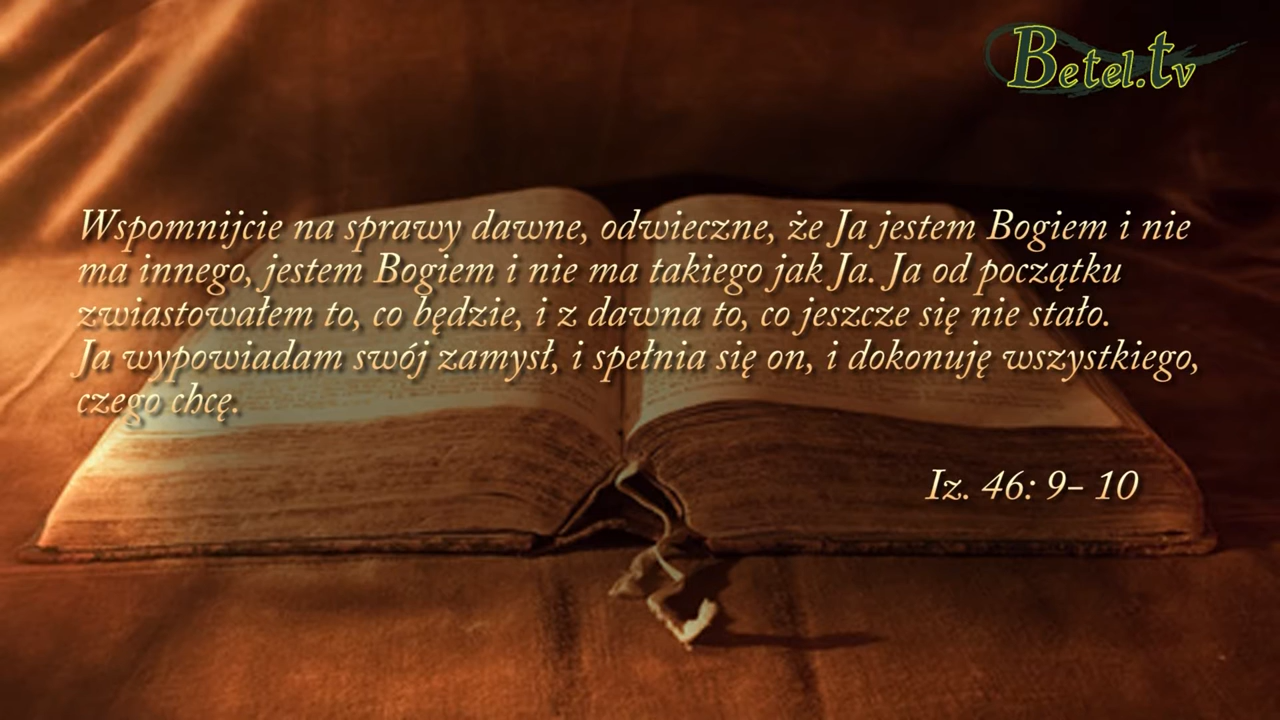 Betel.tv
Wspomnijcie na sprawy dawne, odwieczne, że Ja jestem Bogiem i nie
ma innego, jestem Bogiem i nie ma takiego jak Ja. Ja od początku
zwiastowałem to, co będzie, i z dawna to, co jeszcze się nie stało.
Ja wypowiadam swój zamysł, i spełnia się on, i dokonuję wszystkiego,
czego chcę.
Iz. 46: 9- 10